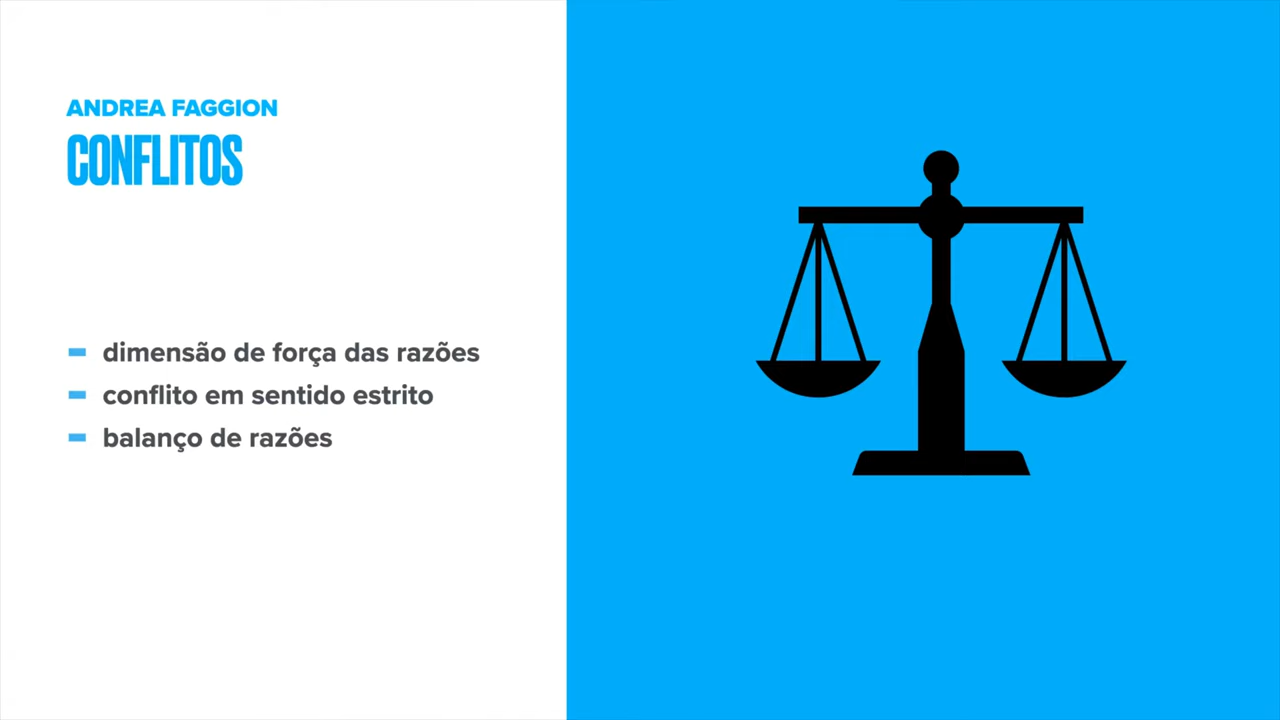 ANDREA FAGGION
CONFLITOS
dimensão de força das razões
conflito em sentido estrito
balanço de razões